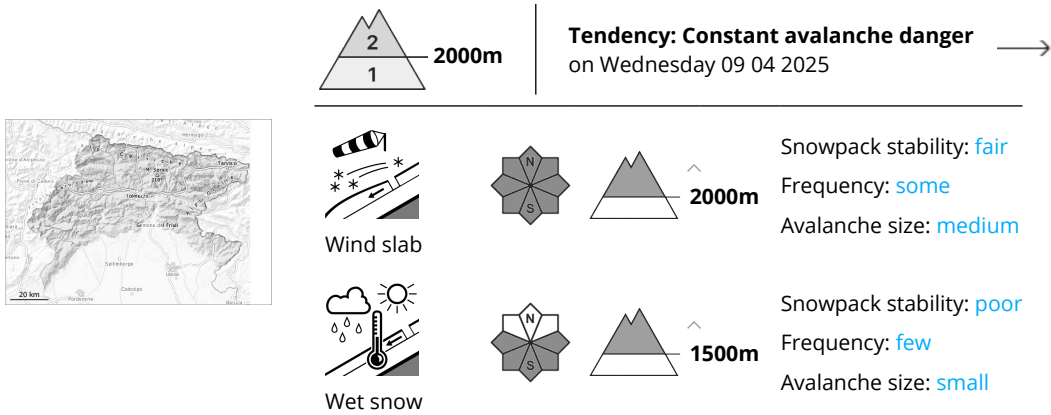 2
2000m
1
Tendency: Constant avalanche danger
on Wednesday 09 04 2025
Tarvisio
Tolmezzo
Gemona del Friuli
Spilimbergo
Udine
Codroipo
Pordenone
Gorizia
20 km
N
S
2000m
Snowpack stability: fair
Frequency: some
Avalanche size: medium
Wind slab
N
S
1500m
Snowpack stability: poor
Frequency: few
Avalanche size: small
Wet snow